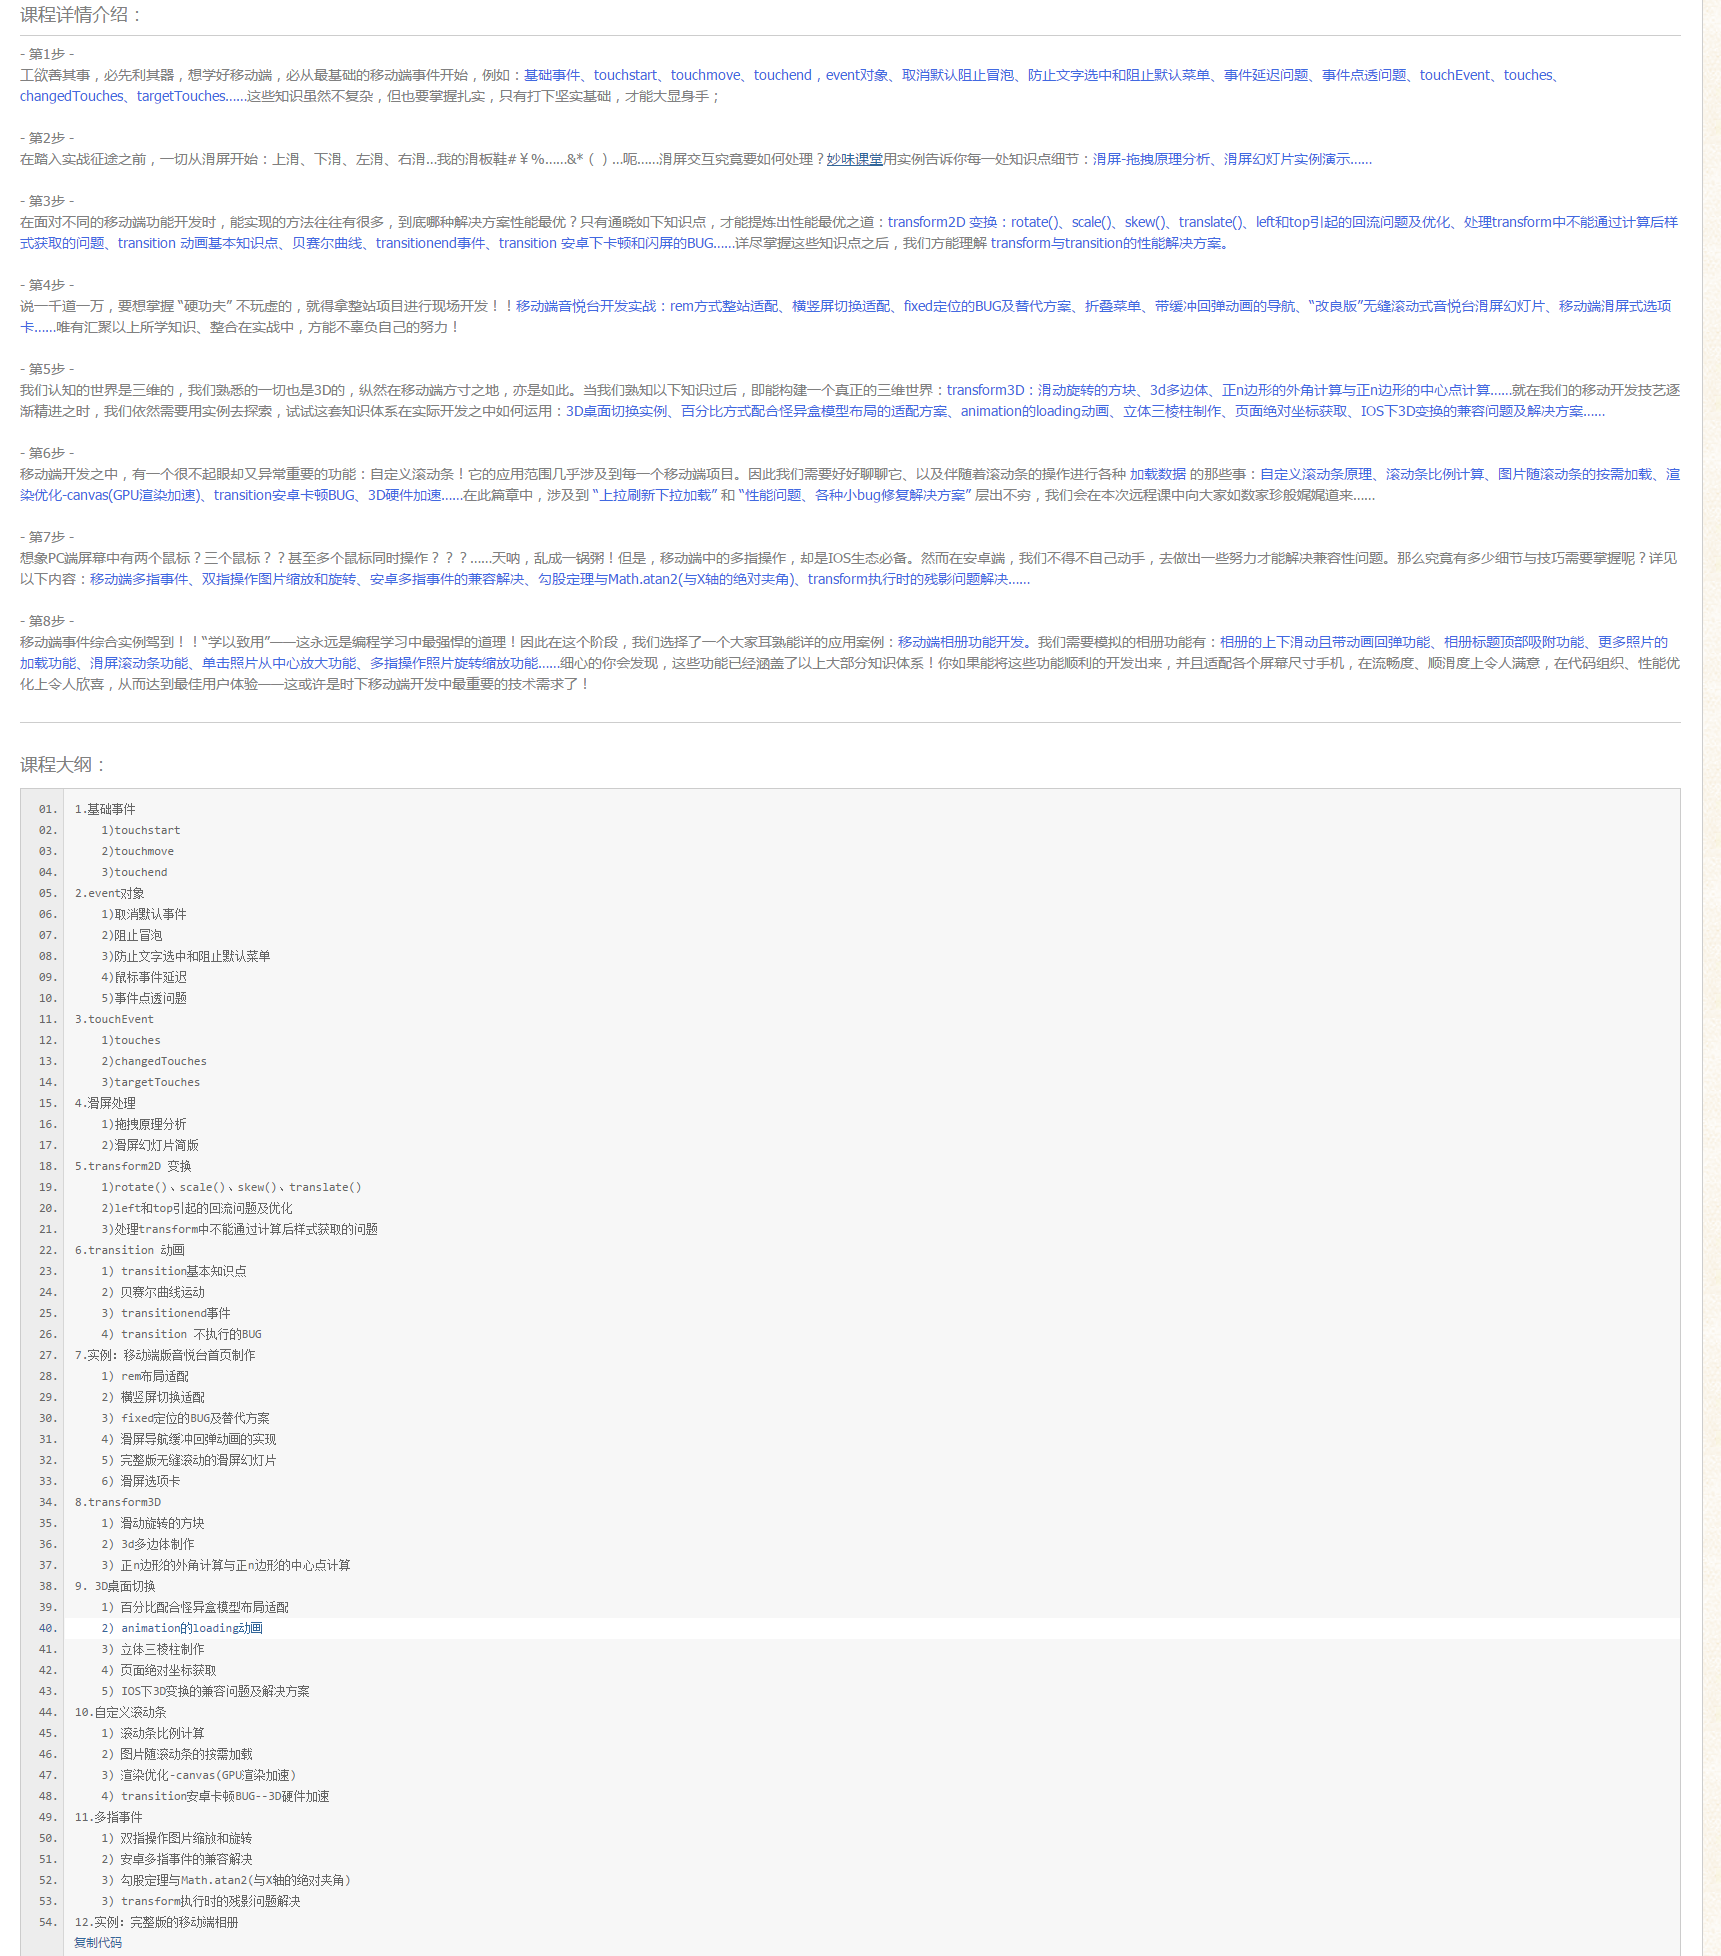 课程详情介绍：
- 第1步 -
工欲善其事，必先利其器，想学好移动端，必从最基础的移动端事件开始，例如：基础事件、touchstart、touchmove、touchend，event对象、取消默认阻止冒泡、防止文字选中和阻止默认菜单、事件延迟问题、事件点透问题、touchEvent、touches、
changedTouches、targetTouches……这些知识虽然不复杂，但也要掌握扎实，只有打下坚实基础，才能大显身手；
- 第2步 -
在踏入实战征途之前，一切从滑屏开始：上滑、下滑、左滑、右滑…我的滑板鞋#￥%……&*（）…呃……滑屏交互究竟要如何处理？妙味课堂用实例告诉你每一处知识点细节：滑屏-拖拽原理分析、滑屏幻灯片实例演示……
- 第3步 -
在面对不同的移动端功能开发时，能实现的方法往往有很多，到底哪种解决方案性能最优？只有通晓如下知识点，才能提炼出性能最优之道：transform2D 变换：rotate()、scale()、skew()、translate()、left和top引起的回流问题及优化、处理transform中不能通过计算后样
式获取的问题、transition 动画基本知识点、贝赛尔曲线、transitionend事件、transition 安卓下卡顿和闪屏的BUG……详尽掌握这些知识点之后，我们方能理解 transform与transition的性能解决方案。
- 第4步 -
说一千道一万，要想掌握 “硬功夫” 不玩虚的，就得拿整站项目进行现场开发！！移动端音悦台开发实战：rem方式整站适配、横竖屏切换适配、fixed定位的BUG及替代方案、折叠菜单、带缓冲回弹动画的导航、“改良版”无缝滚动式音悦台滑屏幻灯片、移动端滑屏式选项
卡……唯有汇聚以上所学知识、整合在实战中，方能不辜负自己的努力！
- 第5步 -
我们认知的世界是三维的，我们熟悉的一切也是3D的，纵然在移动端方寸之地，亦是如此。当我们熟知以下知识过后，即能构建一个真正的三维世界：transform3D：滑动旋转的方块、3d多边体、正n边形的外角计算与正n边形的中心点计算……就在我们的移动开发技艺逐
渐精进之时，我们依然需要用实例去探索，试试这套知识体系在实际开发之中如何运用：3D桌面切换实例、百分比方式配合怪异盒模型布局的适配方案、animation的loading动画、立体三棱柱制作、页面绝对坐标获取、IOS下3D变换的兼容问题及解决方案……
- 第6步 -
移动端开发之中，有一个很不起眼却又异常重要的功能：自定义滚动条！它的应用范围几乎涉及到每一个移动端项目。因此我们需要好好聊聊它、以及伴随着滚动条的操作进行各种 加载数据 的那些事：自定义滚动条原理、滚动条比例计算、图片随滚动条的按需加载、渲
染优化-canvas(GPU渲染加速)、transition安卓卡顿BUG、3D硬件加速……在此篇章中，涉及到 “上拉刷新下拉加载” 和 “性能问题、各种小bug修复解决方案” 层出不穷，我们会在本次远程课中向大家如数家珍般娓娓道来……
- 第7步 -
想象PC端屏幕中有两个鼠标？三个鼠标？？甚至多个鼠标同时操作？？？……天呐，乱成一锅粥！但是，移动端中的多指操作，却是IOS生态必备。然而在安卓端，我们不得不自己动手，去做出一些努力才能解决兼容性问题。那么究竟有多少细节与技巧需要掌握呢？详见
以下内容：移动端多指事件、双指操作图片缩放和旋转、安卓多指事件的兼容解决、勾股定理与Math.atan2(与X轴的绝对夹角)、transform执行时的残影问题解决……
- 第8步 -
移动端事件综合实例驾到！！“学以致用”——这永远是编程学习中最强悍的道理！因此在这个阶段，我们选择了一个大家耳熟能详的应用案例：移动端相册功能开发。我们需要模拟的相册功能有：相册的上下滑动且带动画回弹功能、相册标题顶部吸附功能、更多照片的
加载功能、滑屏滚动条功能、单击照片从中心放大功能、多指操作照片旋转缩放功能……细心的你会发现，这些功能已经涵盖了以上大部分知识体系！你如果能将这些功能顺利的开发出来，并且适配各个屏幕尺寸手机，在流畅度、顺滑度上令人满意，在代码组织、性能优
化上令人欣喜，从而达到最佳用户体验——这或许是时下移动端开发中最重要的技术需求了！
课程大纲：
01. 1.基础事件
02. 1)touchstart
03. 2)touchmove
04. 3)touchend
05. 2.event对象
06. 1)取消默认事件
07. 2)阻止冒泡
08. 3)防止文字选中和阻止默认菜单
09. 4)鼠标事件延迟
10. 5)事件点透问题
11. 3.touchEvent
12. 1)touches
13. 2)changedTouches
14. 3)targetTouches
15. 4.滑屏处理
16. 1)拖拽原理分析
17. 2)滑屏幻灯片简版
18. 5.transform2D 变换
19. 1)rotate()、scale()、skew()、translate()
20. 2)left和top引起的回流问题及优化
21. 3)处理transform中不能通过计算后样式获取的问题
22. 6.transition 动画
23. 1) transition基本知识点
24. 2) 贝赛尔曲线运动
25. 3) transitionend事件
26. 4) transition 不执行的BUG
27. 7.实例：移动端版音悦台首页制作
28. 1) rem布局适配
29. 2) 横竖屏切换适配
30. 3) fixed定位的BUG及替代方案
31. 4) 滑屏导航缓冲回弹动画的实现
32. 5) 完整版无缝滚动的滑屏幻灯片
33. 6) 滑屏选项卡
34. 8.transform3D
35. 1) 滑动旋转的方块
36. 2) 3d多边体制作
37. 3) 正n边形的外角计算与正n边形的中心点计算
38. 9. 3D桌面切换
39. 1) 百分比配合怪异盒模型布局适配
40. 2) animation的loading动画
41. 3) 立体三棱柱制作
42. 4) 页面绝对坐标获取
43. 5) IOS下3D变换的兼容问题及解决方案
44. 10.自定义滚动条
45. 1) 滚动条比例计算
46. 2) 图片随滚动条的按需加载
47. 3) 渲染优化-canvas(GPU渲染加速)
48. 4) transition安卓卡顿BUG--3D硬件加速
49. 11.多指事件
50. 1) 双指操作图片缩放和旋转
51. 2) 安卓多指事件的兼容解决
52. 3) 勾股定理与Math.atan2(与X轴的绝对夹角)
53. 3) transform执行时的残影问题解决
54. 12.实例：完整版的移动端相册
复制代码